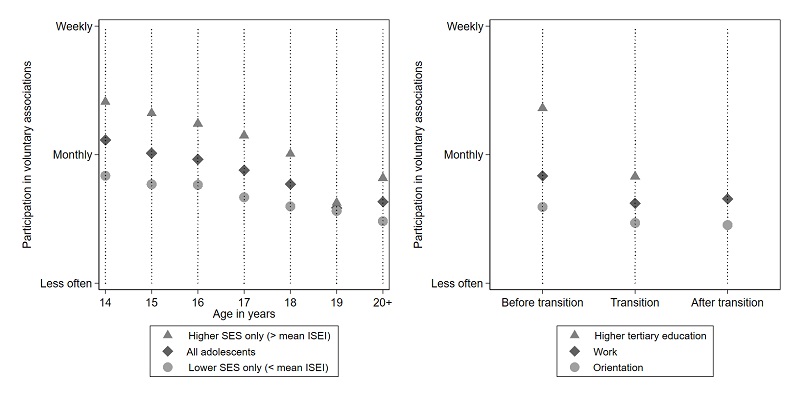 Participation in voluntary associations
Weekly
Monthly
Less often
14 15 16 17 18 19 20+
Age in years
Higher SES only (> mean ISEI)
All adolescents
Lower SES only (< mean ISEI)
Participation in voluntary associations
Weekly
Monthly
Less often
Before transition Transition After transition
Higher tertiary education
Work
Orientation